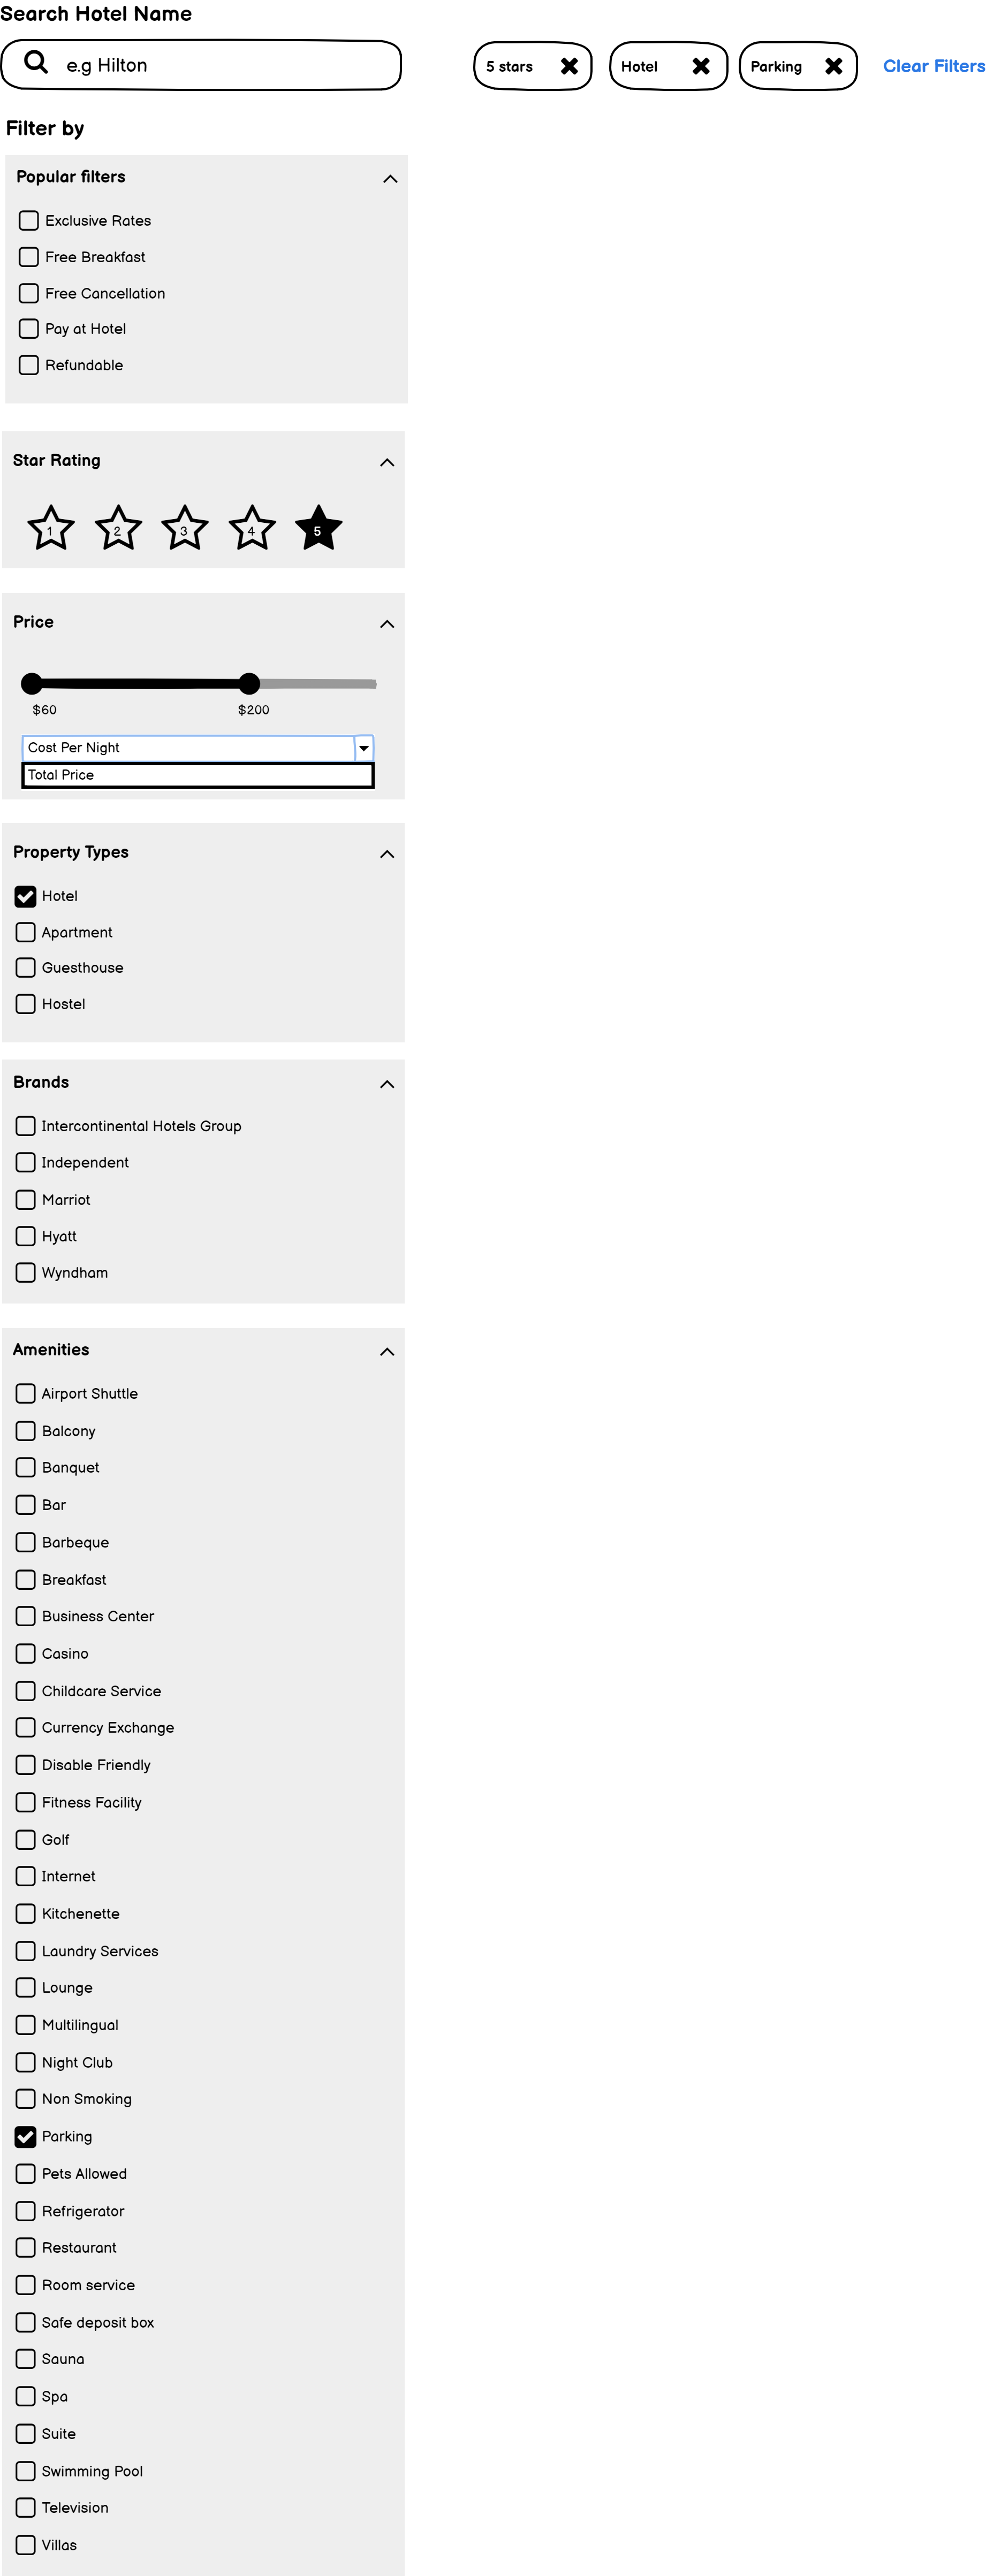 Search Hotel Name
e.g Hilton
5 stars
Hotel
Parking
Clear Filters
Filter by
Popular filters
Exclusive Rates
Free Breakfast
Free Cancellation
Pay at Hotel
Refundable
Star Rating
1 2 3 4 5
Price
$60 $200
Cost Per Night
Total Price
Property Types
Hotel
Apartment
Guesthouse
Hostel
Brands
Intercontinental Hotels Group
Independent
Marriot
Hyatt
Wyndham
Amenities
Airport Shuttle
Balcony
Banquet
Bar
Barbeque
Breakfast
Business Center
Casino
Childcare Service
Currency Exchange
Disable Friendly
Fitness Facility
Golf
Internet
Kitchenette
Laundry Services
Lounge
Multilingual
Night Club
Non Smoking
Parking
Pets Allowed
Refrigerator
Restaurant
Room service
Safe deposit box
Sauna
Spa
Suite
Swimming Pool
Television
Villas